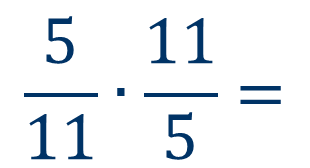 5/11 · 11/5 =